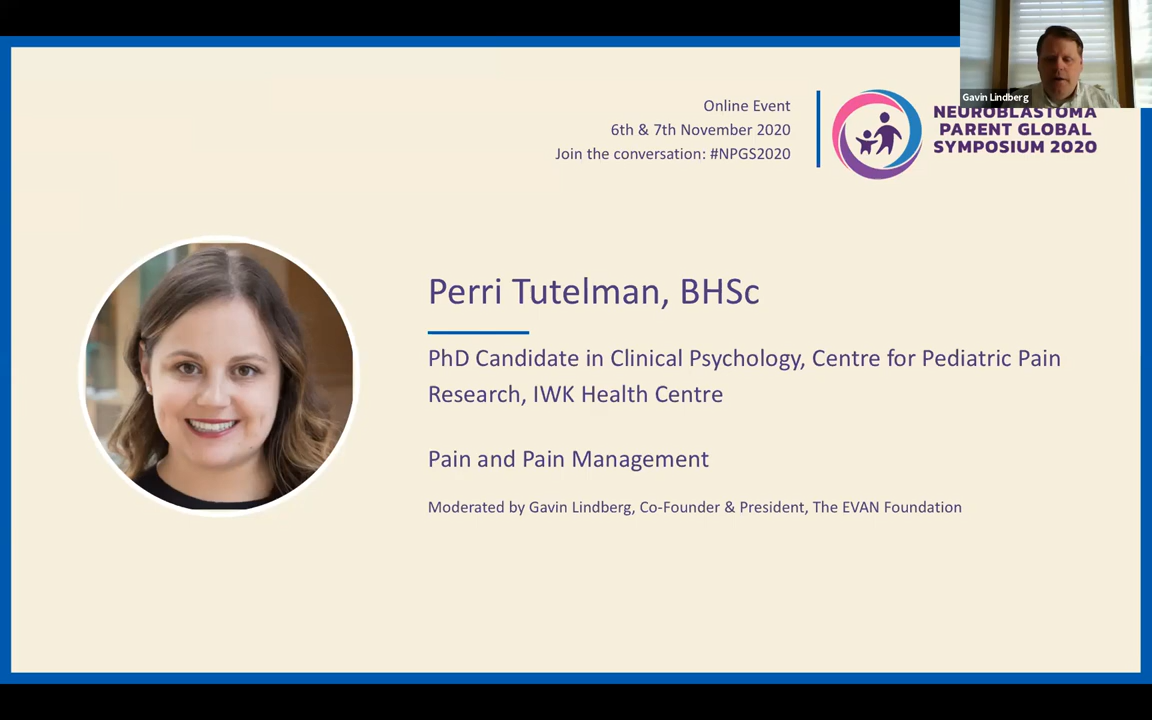 Gavin Lindberg
Online Event
6th & 7th November 2020
Join the conversation: #NPGS2020
NEUROBLASTOMA
PARENT GLOBAL
SYMPOSIUM 2020
Perri Tutelman, BHSc
PhD Candidate in Clinical Psychology, Centre for Pediatric Pain
Research, IWK Health Centre
Pain and Pain Management
Moderated by Gavin Lindberg, Co-Founder & President, The EVAN Foundation